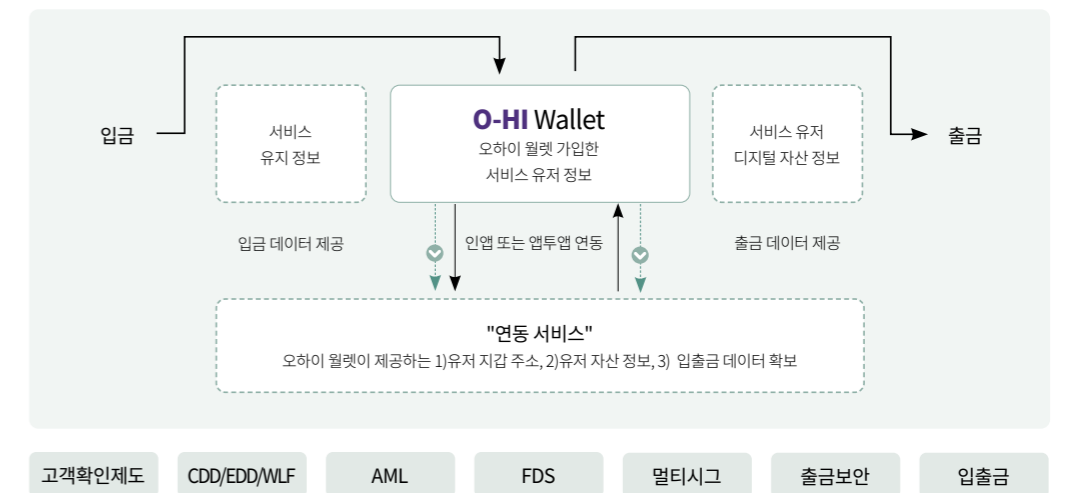 입금
서비스
유지 정보
O-HI Wallet
오하이 월렛 가입한
서비스 유저 정보
서비스 유저
디지털 자산 정보
출금
입금 데이터 제공
인앱 또는 앱투앱 연동
출금 데이터 제공
"연동 서비스"
오하이 월렛이 제공하는 1)유저 지갑 주소, 2)유저 자산 정보, 3) 입출금 데이터 확보
고객확인제도
CDD/EDD/WLF
AML
FDS
멀티시그
출금보안
입출금